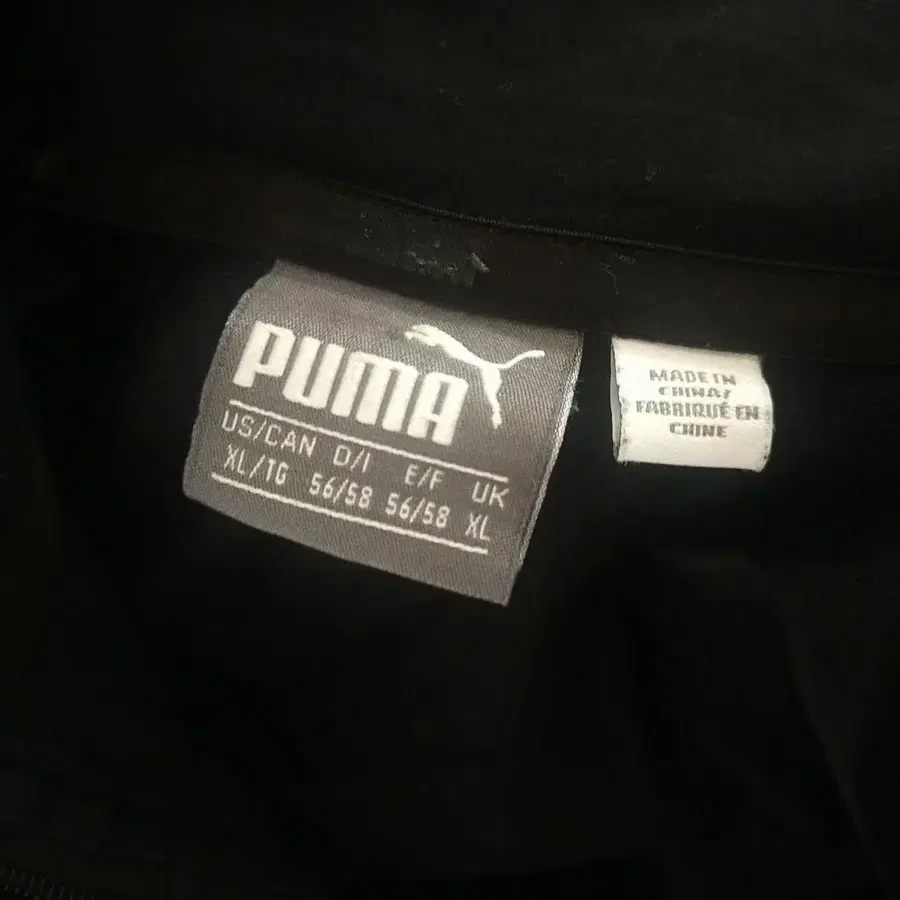 PUMA
US/CAN D/I E/F UK
XL/TG 56/58 56/58 XL
MADE IN
CHINA/
FABRIQUÉ EN
CHINE